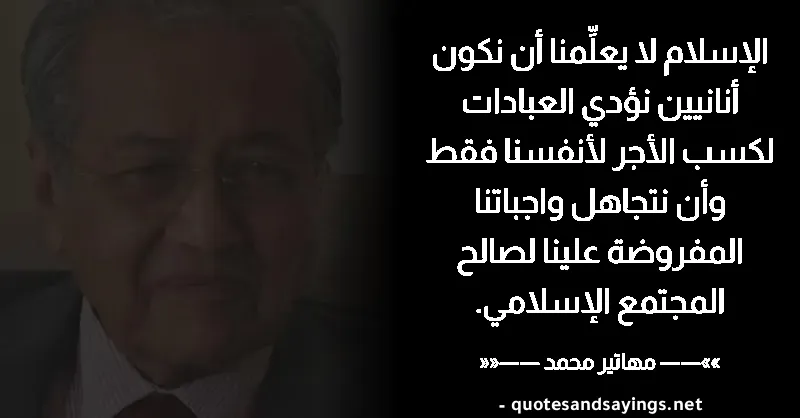 الإسلام لا يعلِّمنا أن نكون
أنانيين نؤدي العبادات
لكسب الأجر لأنفسنا فقط
وأن نتجاهل واجباتنا
المفروضة علينا لصالح
المجتمع الإسلامي.
»»—— مهاتير محمد ——««
- quotesandsayings.net